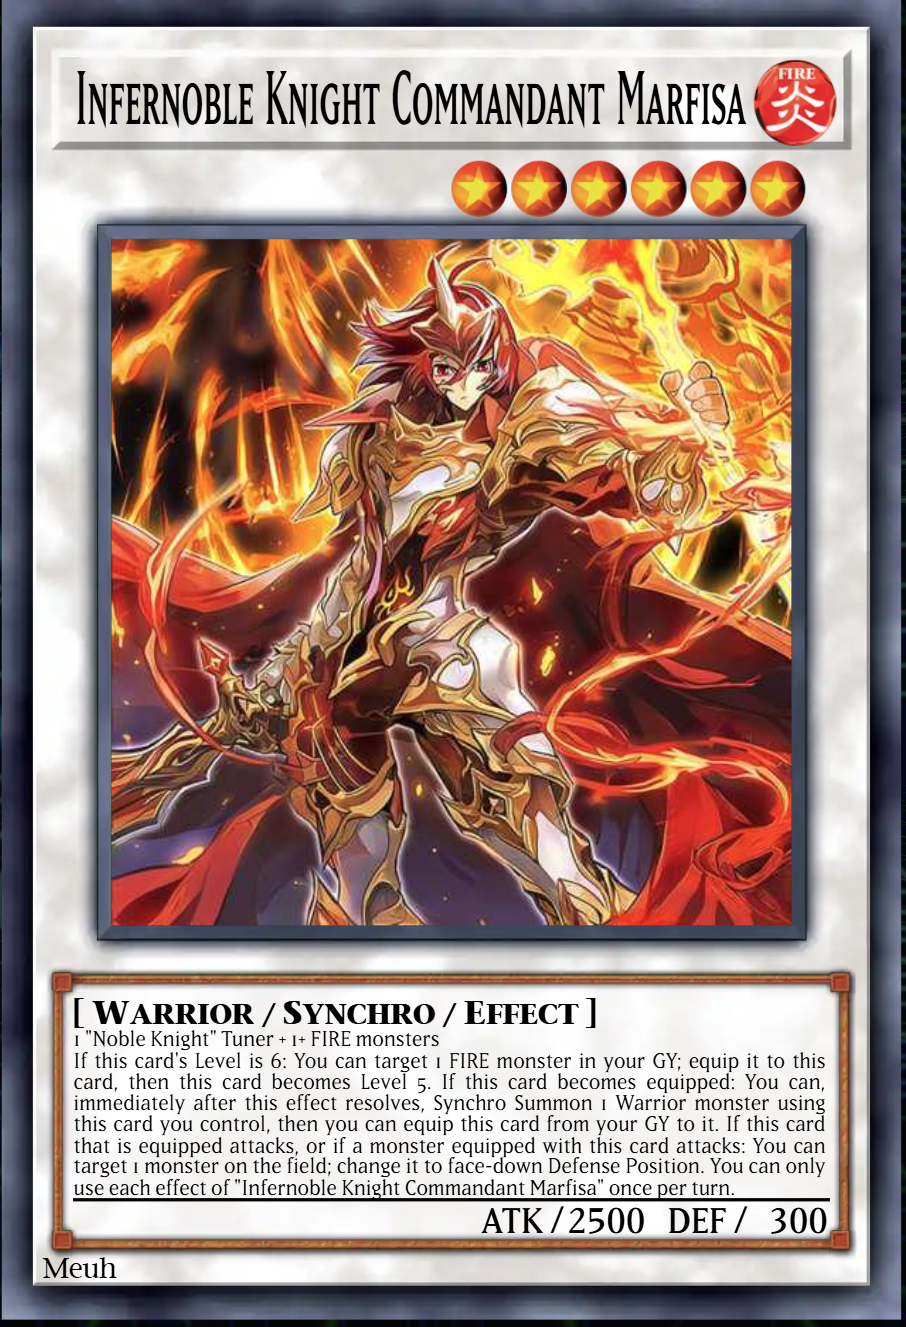 Infernoble Knight Commandant Marfisa
FIRE
炎
[ Warrior / Synchro / Effect ]
1 "Noble Knight" Tuner + 1+ FIRE monsters
If this card's Level is 6: You can target 1 FIRE monster in your GY; equip it to this
card, then this card becomes Level 5. If this card becomes equipped: You can,
immediately after this effect resolves, Synchro Summon 1 Warrior monster using
this card you control, then you can equip this card from your GY to it. If this card
that is equipped attacks, or if a monster equipped with this card attacks: You can
target 1 monster on the field; change it to face-down Defense Position. You can only
use each effect of "Infernoble Knight Commandant Marfisa" once per turn.
ATK / 2500 DEF / 300
Meuh